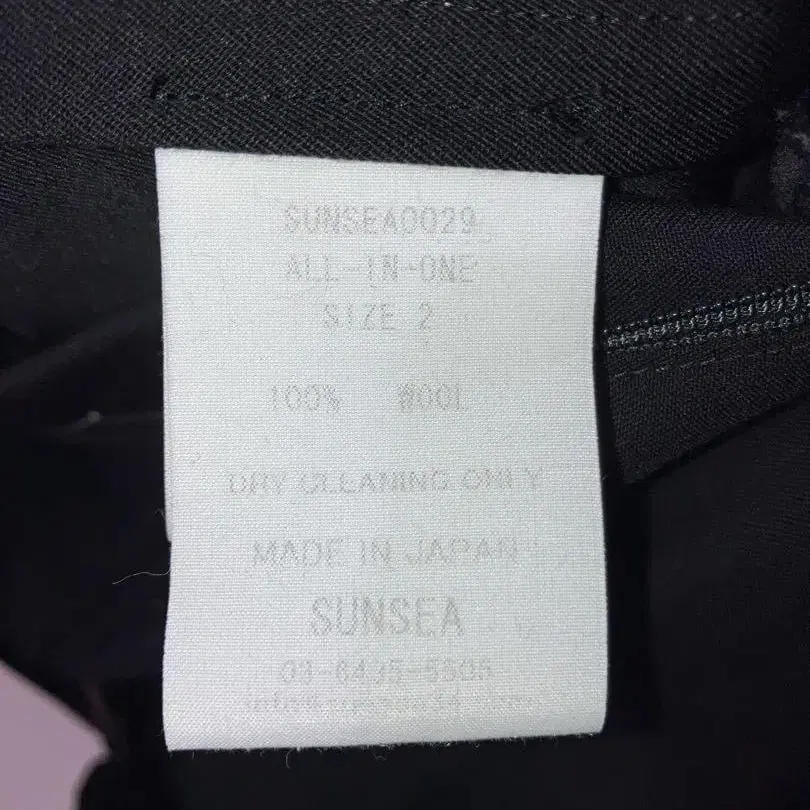 SUNSEA0029
ALL-IN-ONE
SIZE 2
100% WOOL
DRY CLEANING ONLY
MADE IN JAPAN
SUNSEA